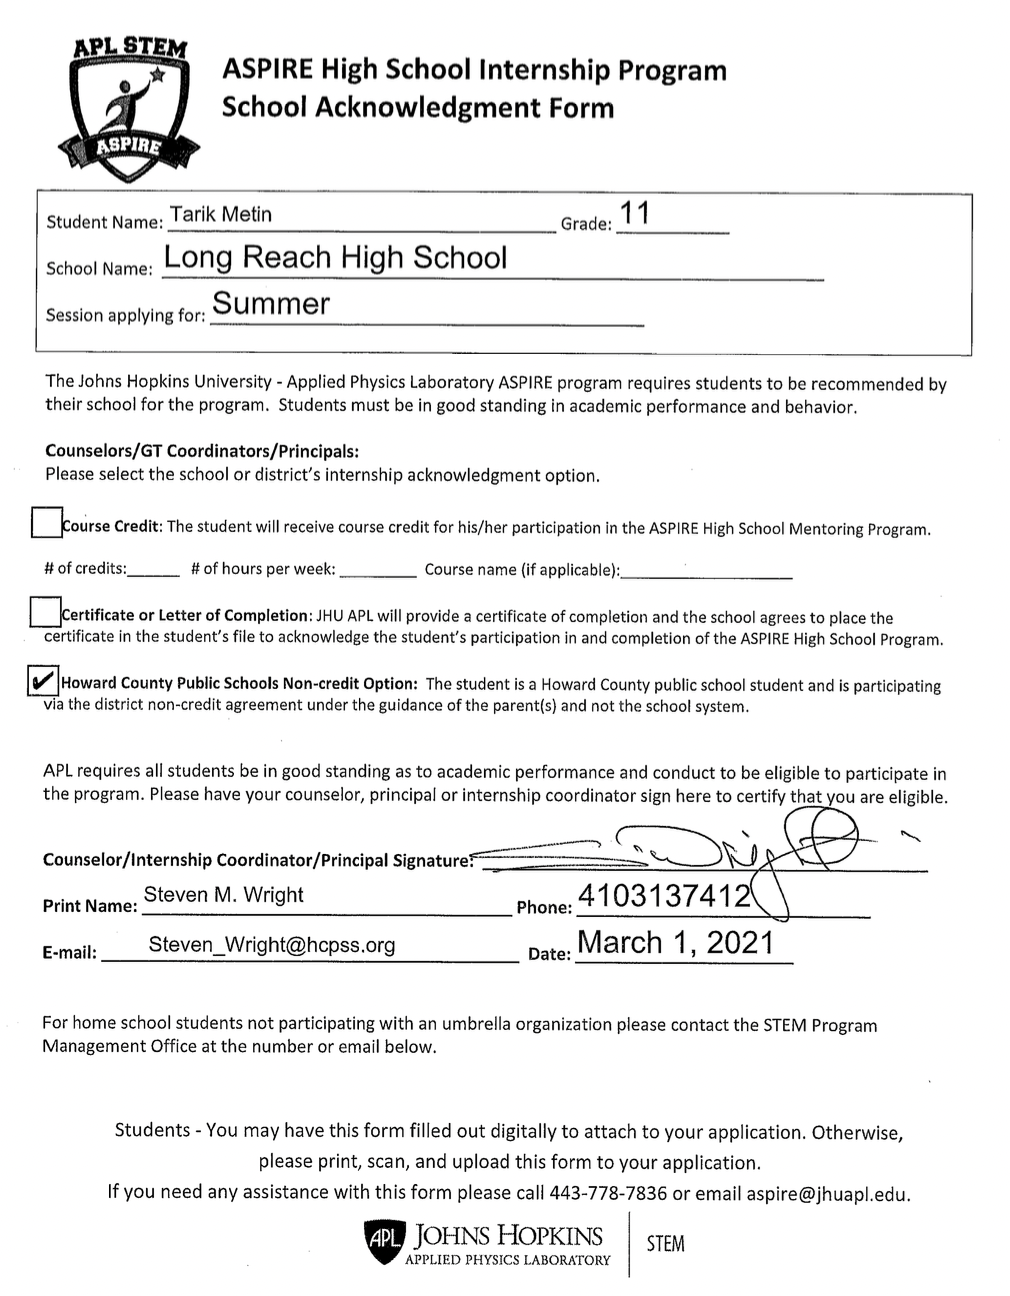 APL STEM
ASPIRE
ASPIRE High School Internship Program
School Acknowledgment Form
Student Name: Tarik Metin Grade: 11
School Name: Long Reach High School
Session applying for: Summer
The Johns Hopkins University - Applied Physics Laboratory ASPIRE program requires students to be recommended by
their school for the program. Students must be in good standing in academic performance and behavior.
Counselors/GT Coordinators/Principals:
Please select the school or district's internship acknowledgment option.
Course Credit: The student will receive course credit for his/her participation in the ASPIRE High School Mentoring Program.
# of credits:______ # of hours per week: _________ Course name (if applicable):____________________
Certificate or Letter of Completion: JHU APL will provide a certificate of completion and the school agrees to place the
certificate in the student's file to acknowledge the student's participation in and completion of the ASPIRE High School Program.
✔ Howard County Public Schools Non-credit Option: The student is a Howard County public school student and is participating
via the district non-credit agreement under the guidance of the parent(s) and not the school system.
APL requires all students be in good standing as to academic performance and conduct to be eligible to participate in
the program. Please have your counselor, principal or internship coordinator sign here to certify that you are eligible.
Counselor/Internship Coordinator/Principal Signature:
Print Name: Steven M. Wright Phone: 4103137412
E-mail: Steven_Wright@hcpss.org Date: March 1, 2021
For home school students not participating with an umbrella organization please contact the STEM Program
Management Office at the number or email below.
Students - You may have this form filled out digitally to attach to your application. Otherwise,
please print, scan, and upload this form to your application.
If you need any assistance with this form please call 443-778-7836 or email aspire@jhuapl.edu.
APL JOHNS HOPKINS
APPLIED PHYSICS LABORATORY
STEM